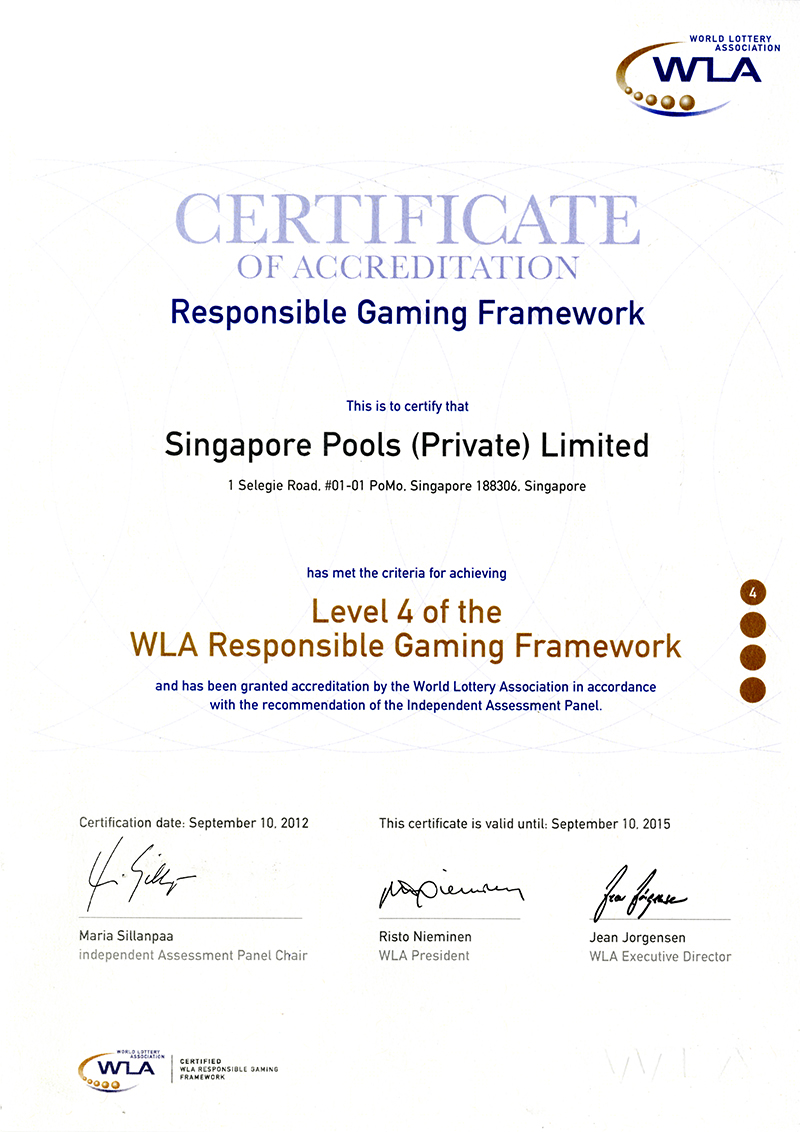 WORLD LOTTERY
ASSOCIATION
WLA
CERTIFICATE
OF ACCREDITATION
Responsible Gaming Framework
This is to certify that
Singapore Pools (Private) Limited
1 Selegie Road, #01-01 PoMo, Singapore 188306, Singapore
has met the criteria for achieving
4
Level 4 of the
WLA Responsible Gaming Framework
and has been granted accreditation by the World Lottery Association in accordance
with the recommendation of the Independent Assessment Panel.
Certification date: September 10, 2012
This certificate is valid until: September 10, 2015
Maria Sillanpaa
independent Assessment Panel Chair
Risto Nieminen
WLA President
Jean Jorgensen
WLA Executive Director
WORLD LOTTERY
ASSOCIATION
WLA
CERTIFIED
WLA RESPONSIBLE GAMING
FRAMEWORK
WLA